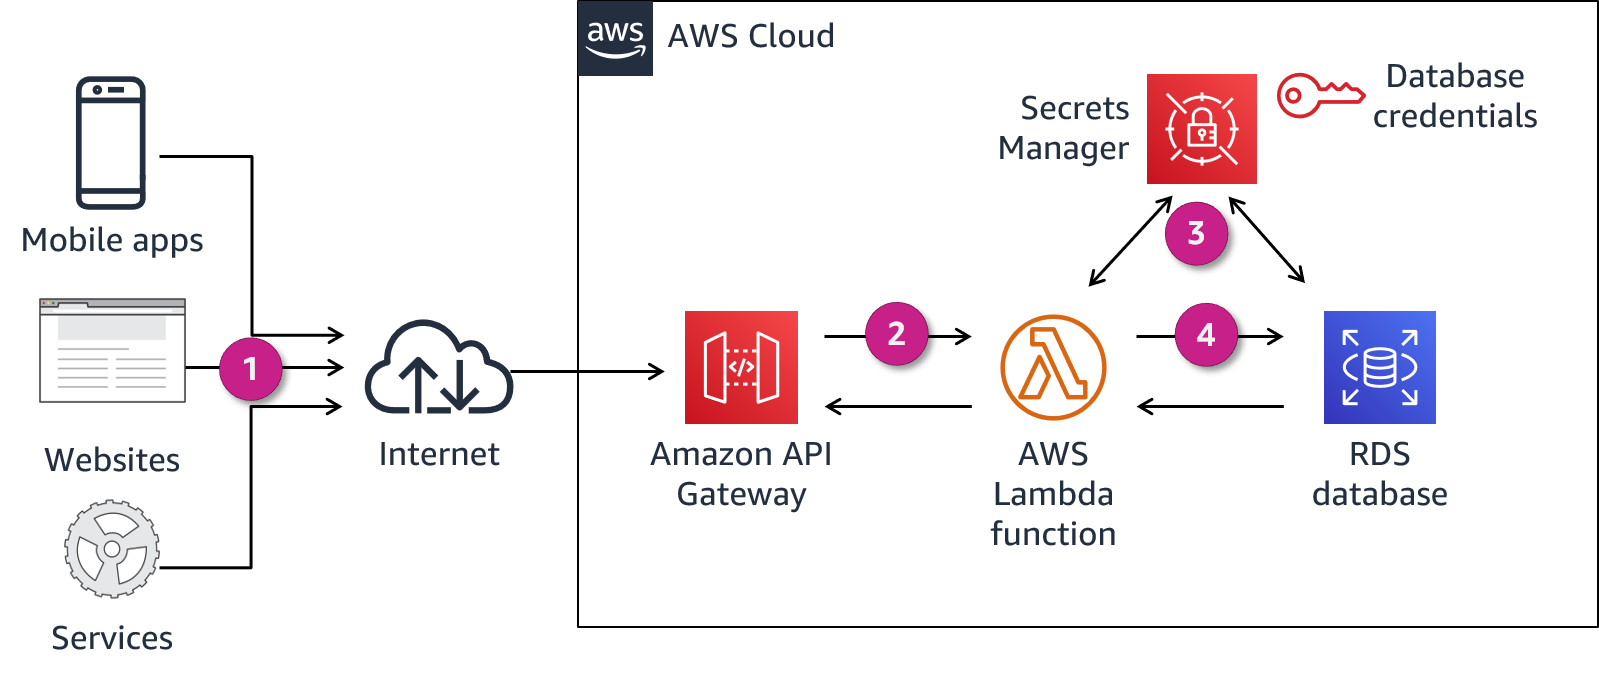 aws
AWS Cloud
Database
credentials
Secrets
Manager
3
Mobile apps
1
2
4
Websites
Internet
Amazon API
Gateway
AWS
Lambda
function
RDS
database
Services